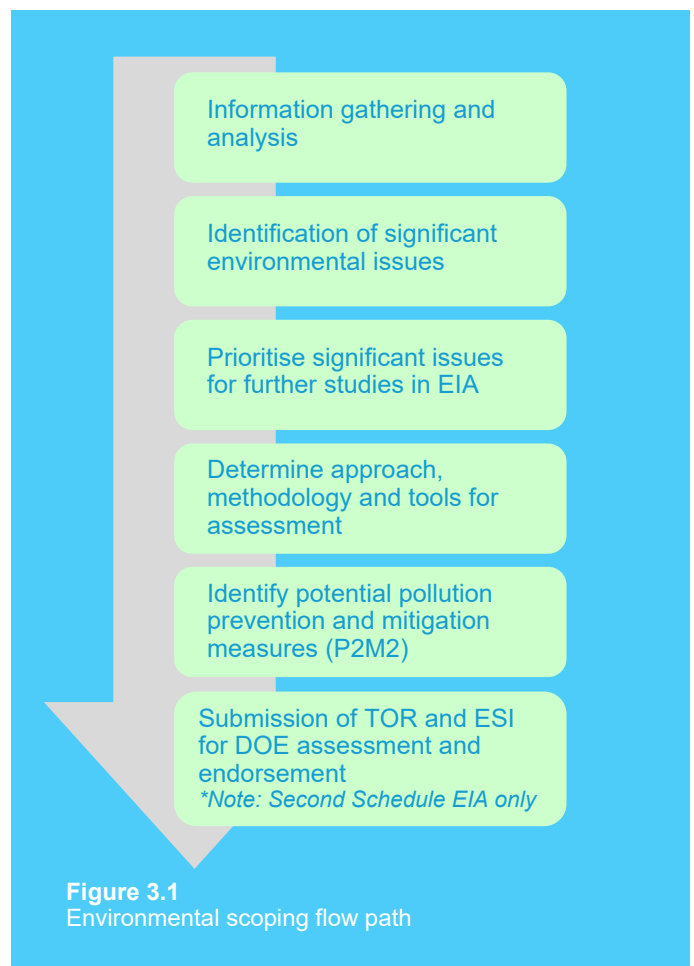 Information gathering and
analysis
Identification of significant
environmental issues
Prioritise significant issues
for further studies in EIA
Determine approach,
methodology and tools for
assessment
Identify potential pollution
prevention and mitigation
measures (P2M2)
Submission of TOR and ESI
for DOE assessment and
endorsement
*Note: Second Schedule EIA only
Figure 3.1
Environmental scoping flow path